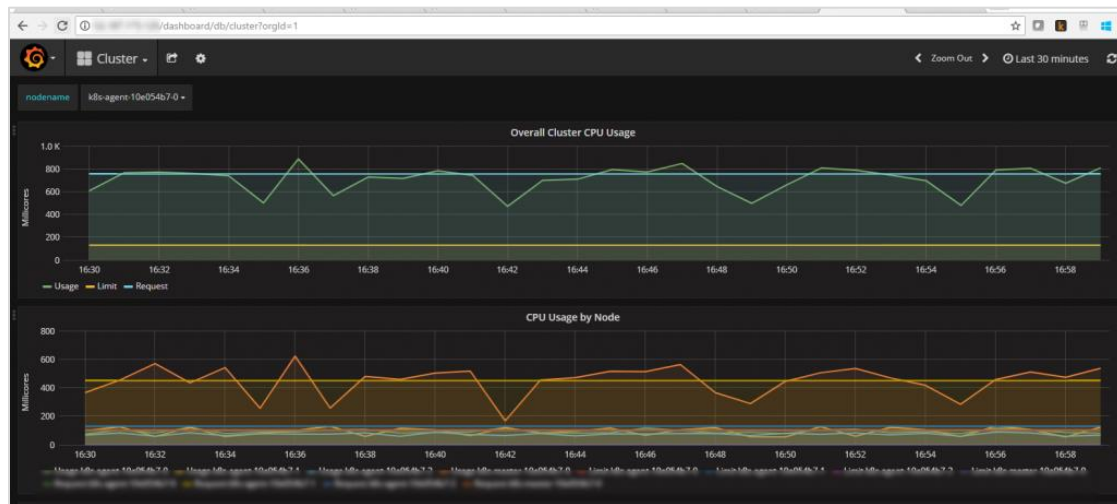 /dashboard/db/cluster?orgId=1
Cluster
Zoom Out Last 30 minutes
nodename k8s-agent-10e054b7-0
Overall Cluster CPU Usage
1.0 K
800
600
400
200
0
Millicores
16:30 16:32 16:34 16:36 16:38 16:40 16:42 16:44 16:46 16:48 16:50 16:52 16:54 16:56 16:58
Usage Limit Request
CPU Usage by Node
800
600
400
200
0
Millicores
16:30 16:32 16:34 16:36 16:38 16:40 16:42 16:44 16:46 16:48 16:50 16:52 16:54 16:56 16:58